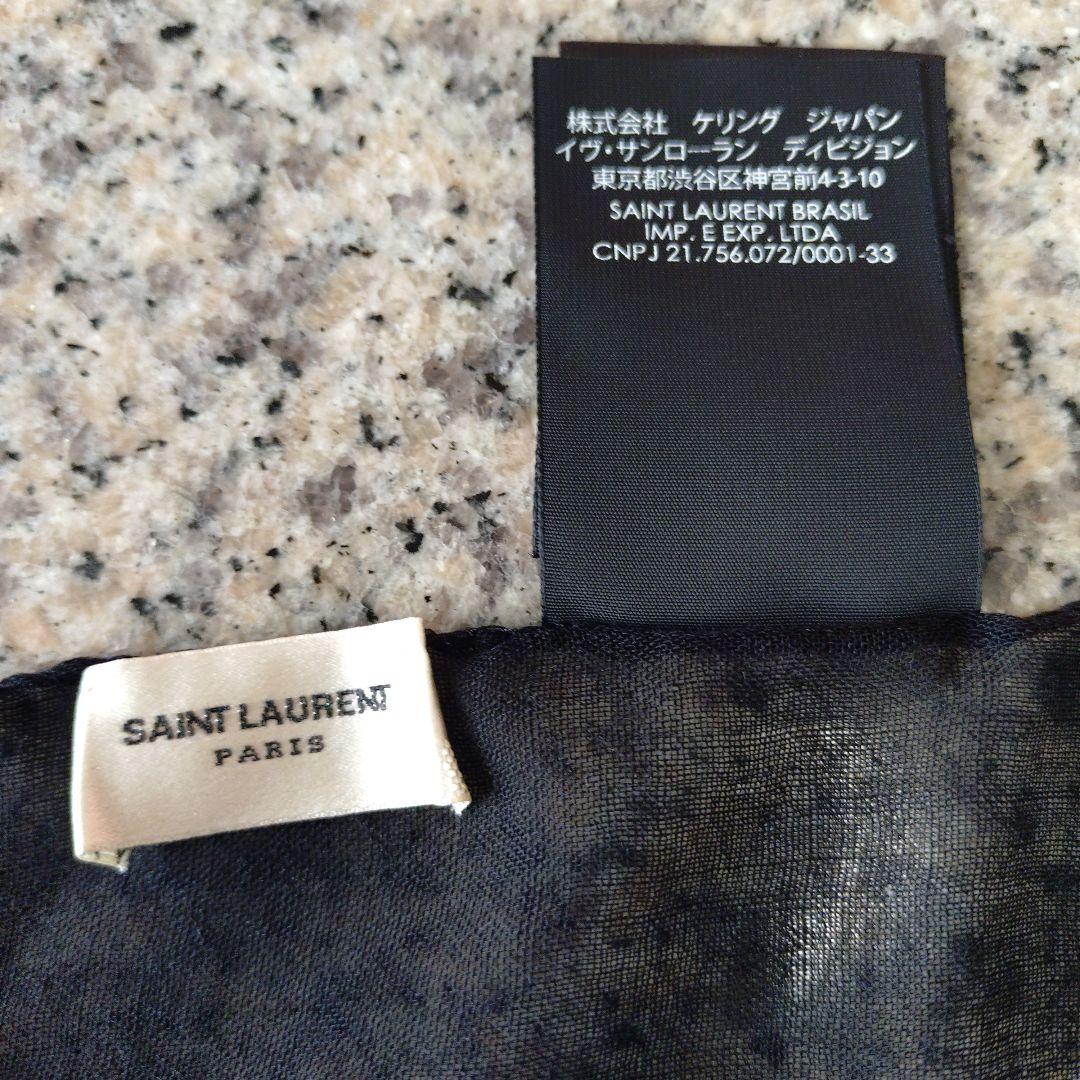 株式会社 ケリング ジャパン
イヴ・サンローラン ディビジョン
東京都渋谷区神宮前4-3-10
SAINT LAURENT BRASIL
IMP. E EXP. LTDA
CNPJ 21.756.072/0001-33
SAINT LAURENT
PARIS